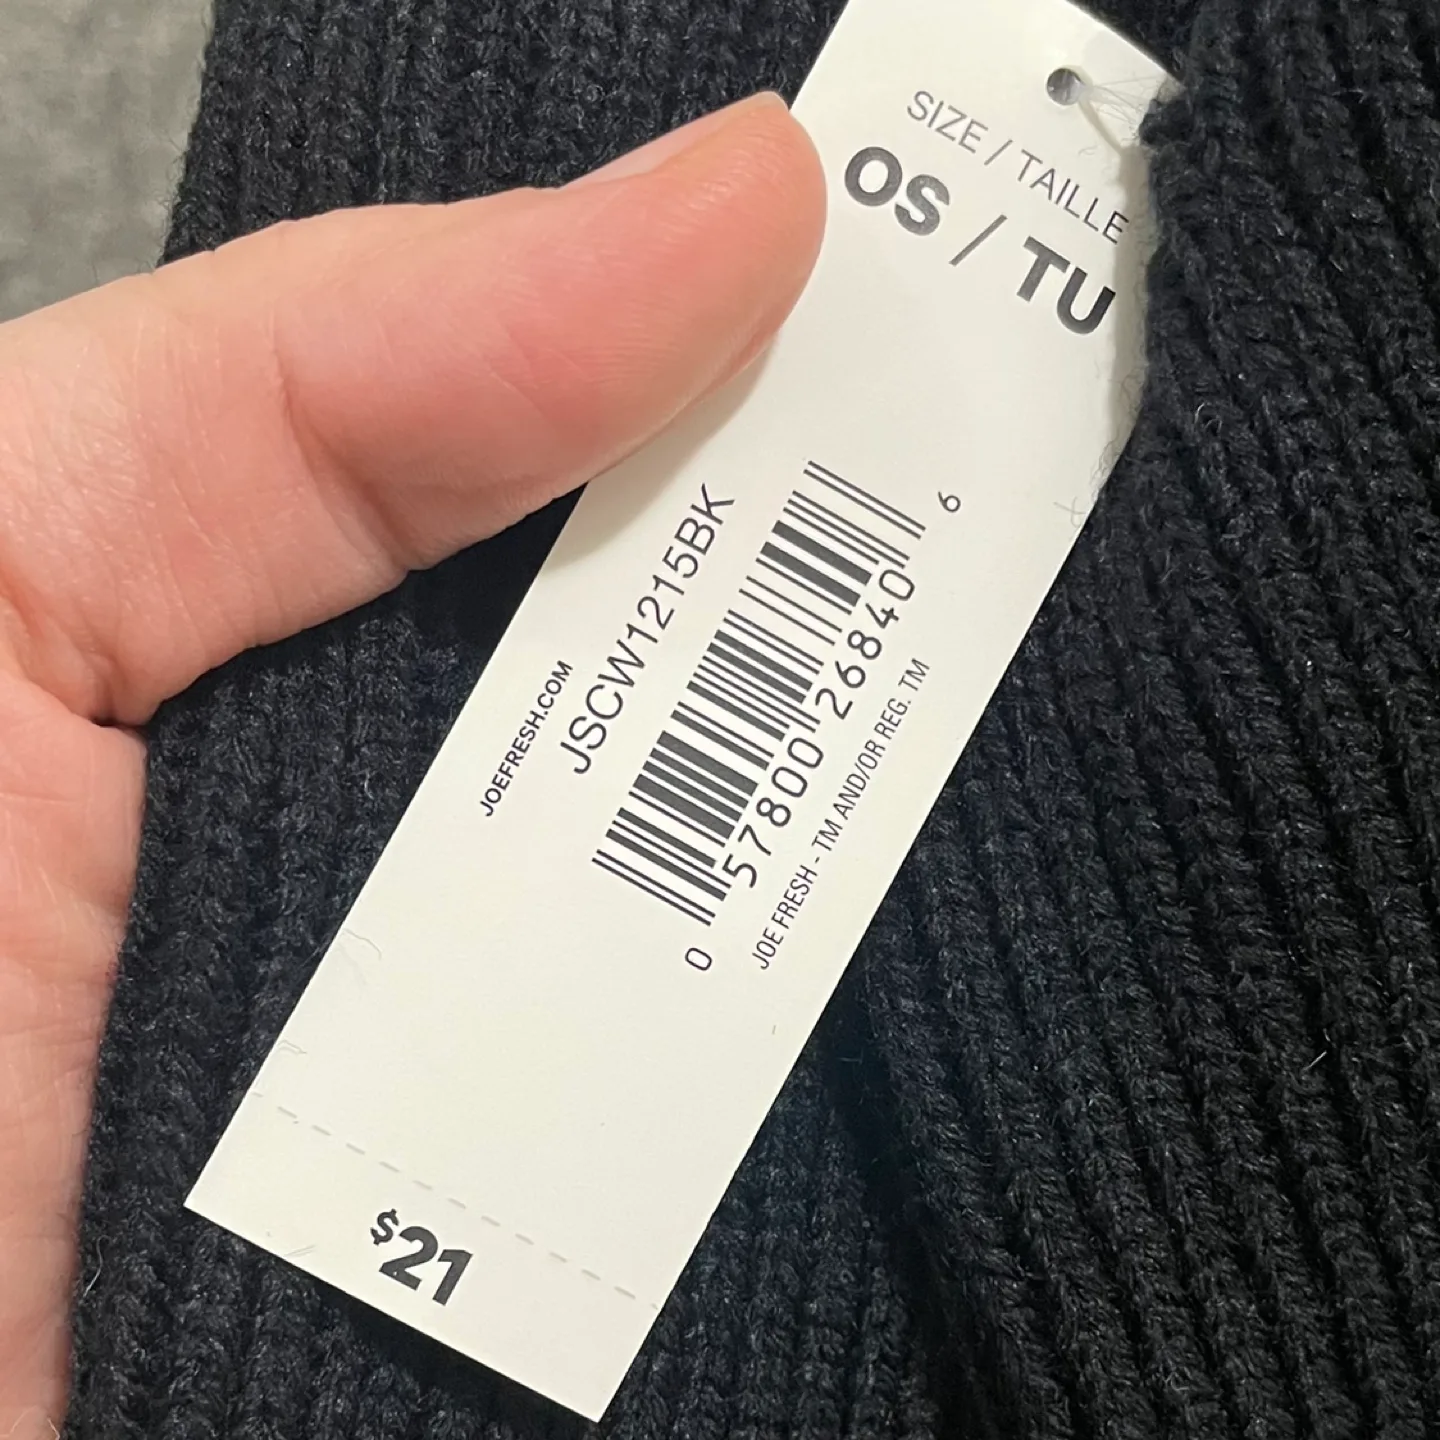 SIZE / TAILLE
OS / TU
JOEFRESH.COM
JSCW1215BK
0 57800 26840 6
JOE FRESH - TM AND/OR REG. TM
$21